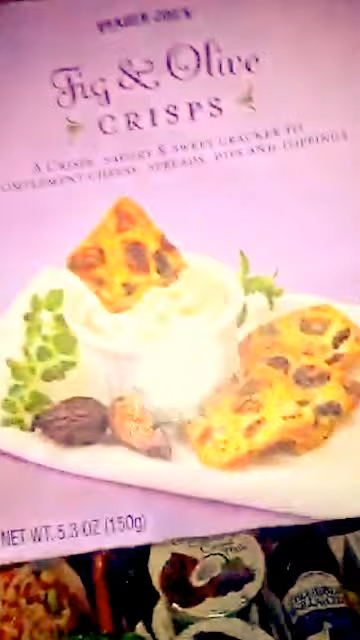 TRADER JOE'S
Fig & Olive
CRISPS
A CRISPY, SAVORY & SWEET CRACKER TO
COMPLEMENT CHEESE, SPREADS, DIPS AND TOPPINGS
NET WT. 5.3 OZ (150g)